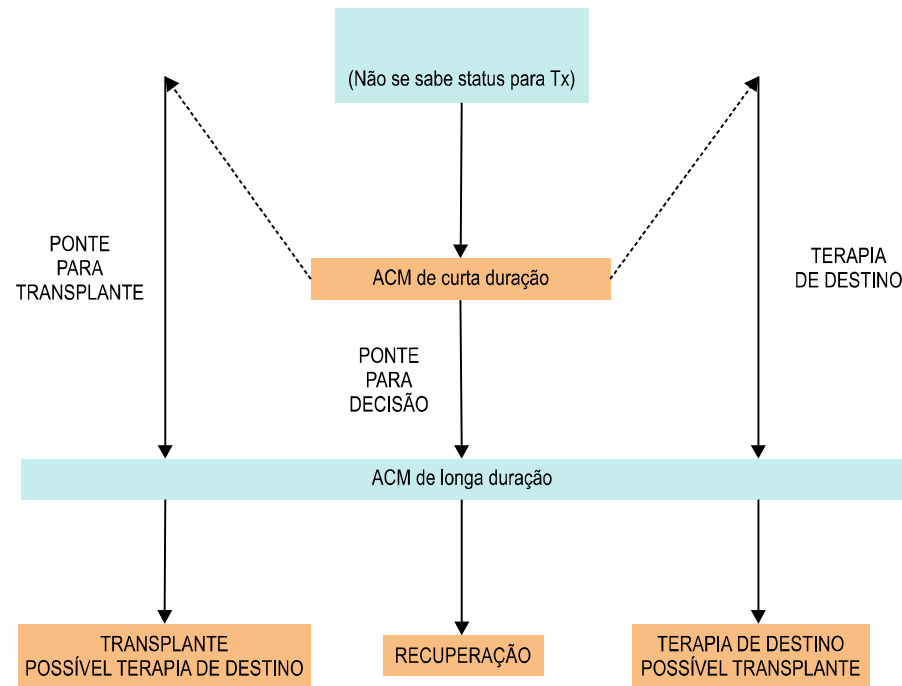 (Não se sabe status para Tx)
PONTE
PARA
TRANSPLANTE
ACM de curta duração
TERAPIA
DE DESTINO
PONTE
PARA
DECISÃO
ACM de longa duração
TRANSPLANTE
POSSÍVEL TERAPIA DE DESTINO
RECUPERAÇÃO
TERAPIA DE DESTINO
POSSÍVEL TRANSPLANTE